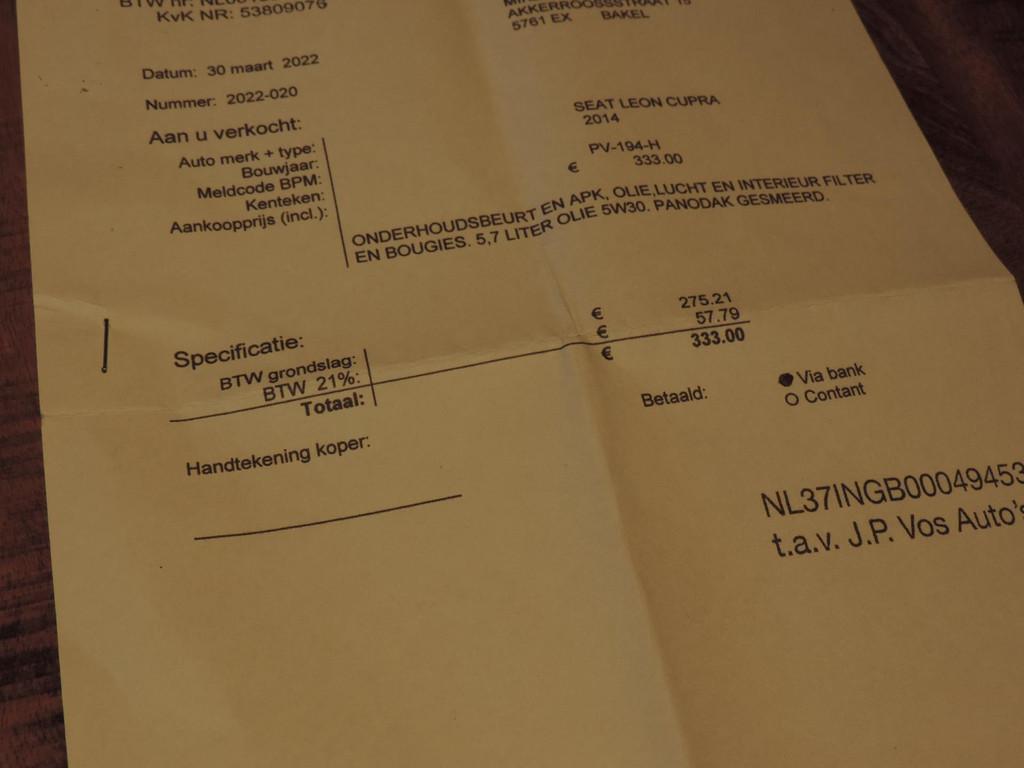 KvK NR: 53809076
AKKERROOSSSTRAAT 15
5761 EX BAKEL
Datum: 30 maart 2022
Nummer: 2022-020
Aan u verkocht:
Auto merk + type: SEAT LEON CUPRA
Bouwjaar: 2014
Meldcode BPM:
Kenteken: PV-194-H
Aankoopprijs (incl.): € 333.00
ONDERHOUDSBEURT EN APK, OLIE,LUCHT EN INTERIEUR FILTER
EN BOUGIES. 5,7 LITER OLIE 5W30. PANODAK GESMEERD.
Specificatie:
BTW grondslag: € 275.21
BTW 21%: € 57.79
Totaal: € 333.00
Betaald: Via bank
Contant
Handtekening koper:
NL37INGB00049453
t.a.v. J.P. Vos Auto's